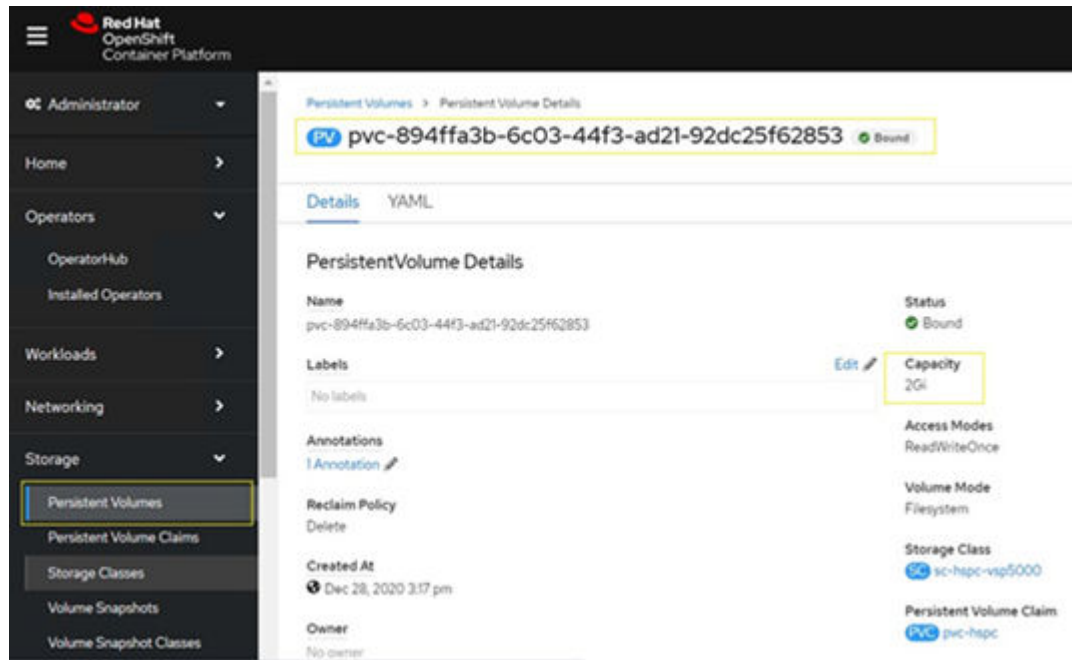 Red Hat
OpenShift
Container Platform
Administrator
Home
Operators
OperatorHub
Installed Operators
Workloads
Networking
Storage
Persistent Volumes
Persistent Volume Claims
Storage Classes
Volume Snapshots
Volume Snapshot Classes
Persistent Volumes > Persistent Volume Details
PV pvc-894ffa3b-6c03-44f3-ad21-92dc25f62853 Bound
Details YAML
PersistentVolume Details
Name
pvc-894ffa3b-6c03-44f3-ad21-92dc25f62853
Labels Edit
No labels
Annotations
1 Annotation
Reclaim Policy
Delete
Created At
Dec 28, 2020 3:17 pm
Owner
No owner
Status
Bound
Capacity
2Gi
Access Modes
ReadWriteOnce
Volume Mode
Filesystem
Storage Class
SC sc-hspc-vsp5000
Persistent Volume Claim
PVC pvc-hspc